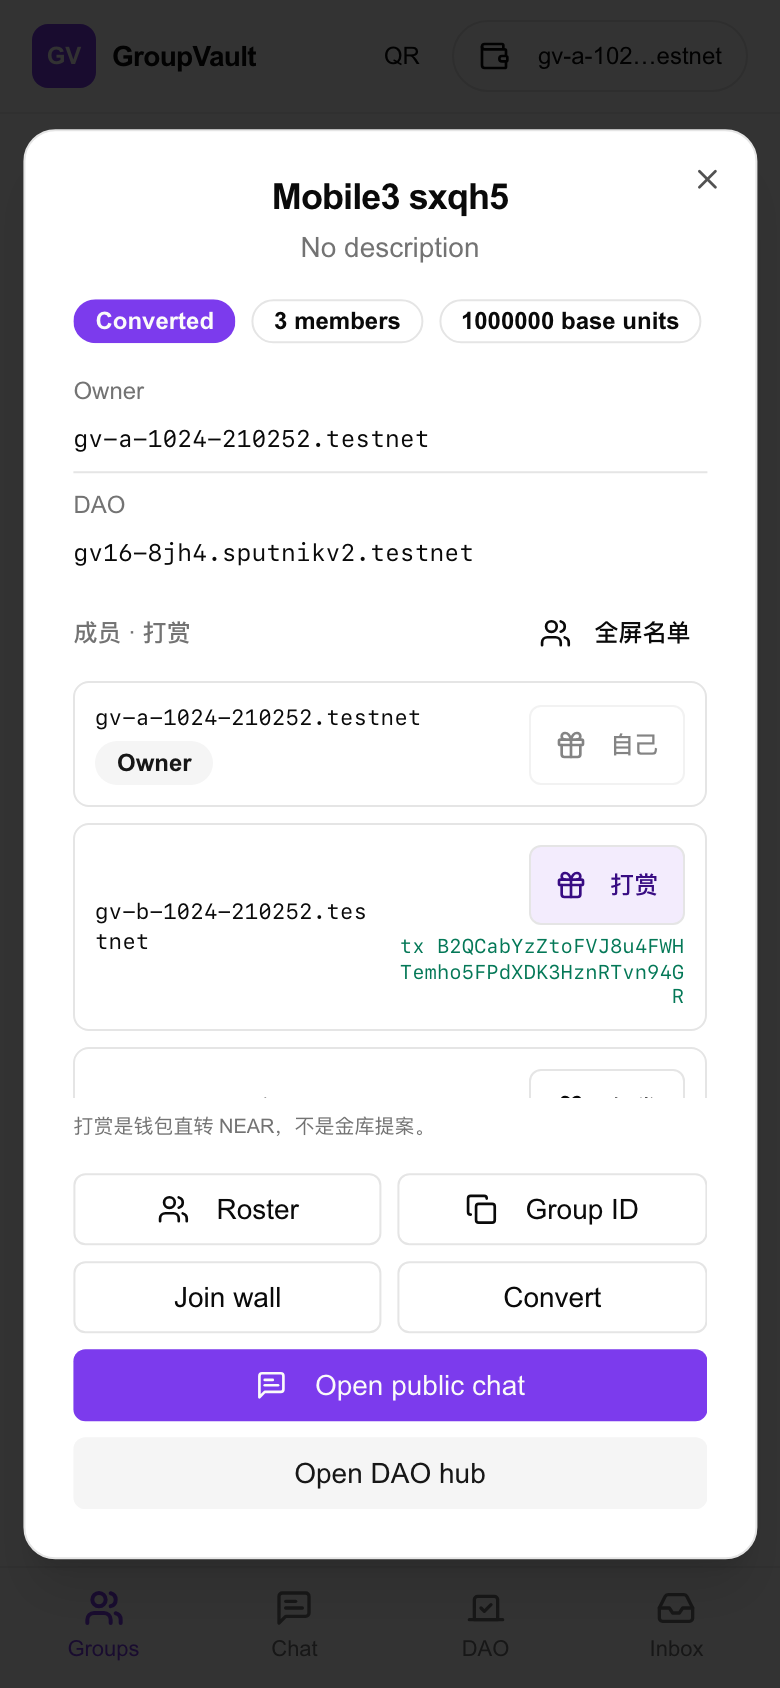 GV
GroupVault
QR
gv-a-102...estnet
Mobile3 sxqh5
No description
Converted
3 members
1000000 base units
Owner
gv-a-1024-210252.testnet
DAO
gv16-8jh4.sputnikv2.testnet
成员 · 打赏
全屏名单
gv-a-1024-210252.testnet
Owner
自己
gv-b-1024-210252.tes
tnet
打赏
tx B2QCabYzZtoFVJ8u4FWH
Temho5FPdXDK3HznRTvn94G
R
打赏是钱包直转 NEAR，不是金库提案。
Roster
Group ID
Join wall
Convert
Open public chat
Open DAO hub
Groups
Chat
DAO
Inbox